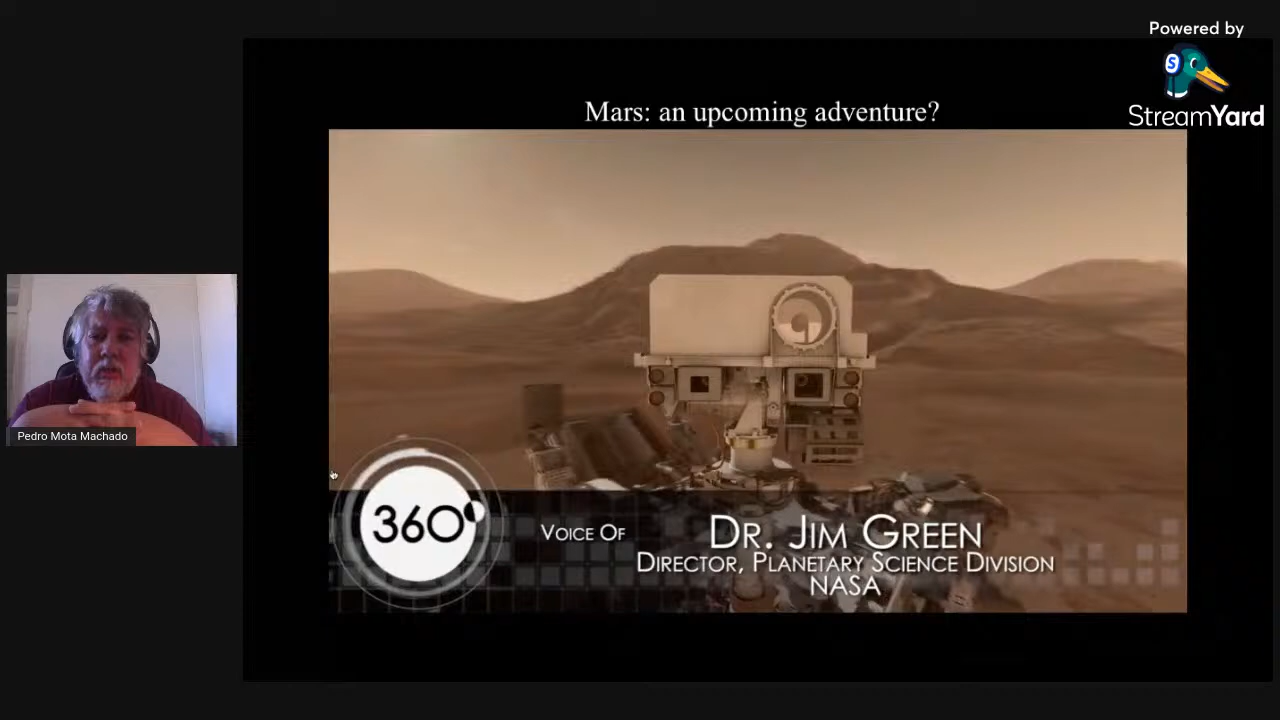 Powered by
S
StreamYard
Mars: an upcoming adventure?
Pedro Mota Machado
360°
Voice Of
Dr. Jim Green
Director, Planetary Science Division
NASA